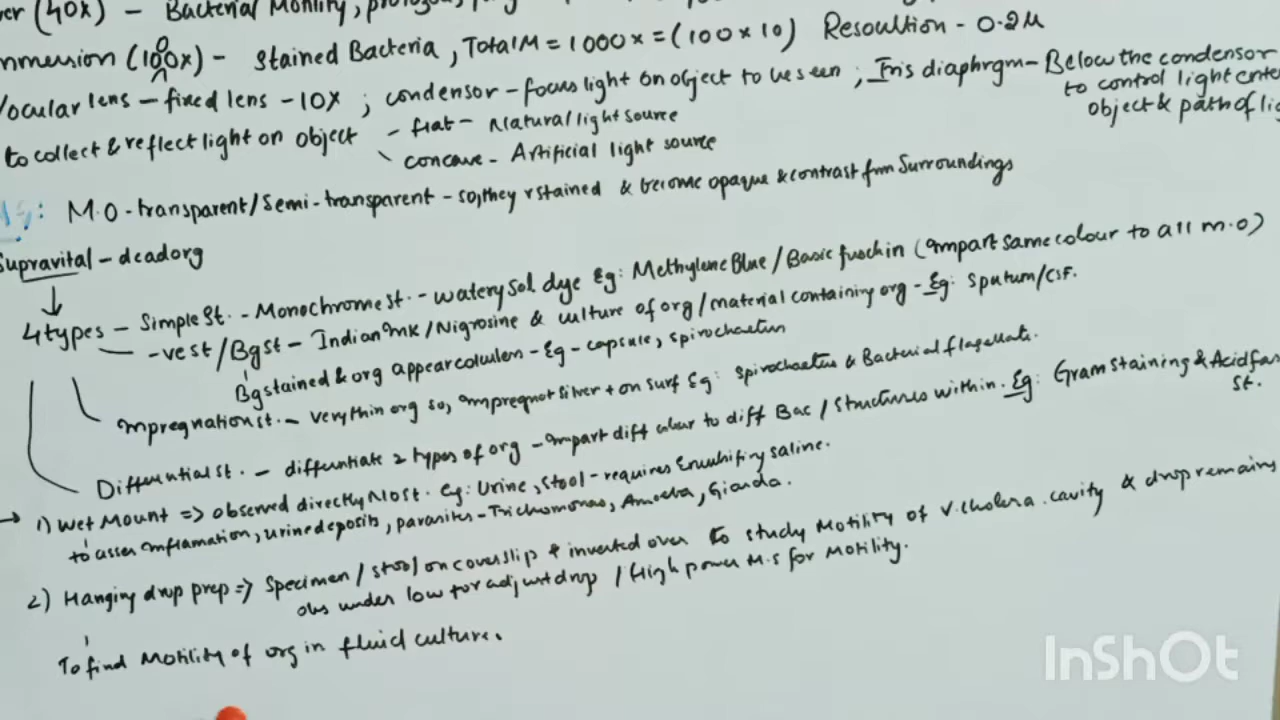 er (40x) - Bacterial Motility,
mmersion (100x) - Stained Bacteria, Total M = 1000x = (100 x 10) Resoultion - 0.2µ
/ocular lens - fixed lens - 10x ; condensor - focus light on object to be seen ; Iris diaphrgm - Below the condensor
to control light ente
object & path of lig
to collect & reflect light on object - flat - Natural light source
concave - Artificial light source
M.O - transparent/Semi-transparent - so, they r stained & become opaque & contrast from Surroundings
Supravital - dead org
4 types - Simple St. - Monochrome st. - watery sol dye Eg: Methylene Blue / Basic fuschin (impart same colour to all m.o)
-ve st / Bg st - Indian ink / Nigrosine & culture of org / material containing org - Eg: Sputum/CSF.
Bg stained & org appear colourless - Eg - capsule, spirochaetes
Impregnation st. - very thin org so, impregnat silver + on surf Eg: Spirochaetes & Bacterial flagellate.
Differential st. - differentiate 2 types of org - impart diff colour to diff Bac / Structures within. Eg: Gram staining & Acid fas
st.
→ 1) Wet Mount => observed directly No st. eg: Urine, Stool - requires Emulsifying saline.
to asses inflamation, urine deposits, parasites - Trichomonas, Amoeba, Giarda.
2) Hanging drop prep => Specimen / stool on coverslip & inverted over to study Motility of V. cholera. cavity & drop remains
obs under low for adjust drop / High power M.s for Motility.
To find Motility of org in fluid culture.
InShOt